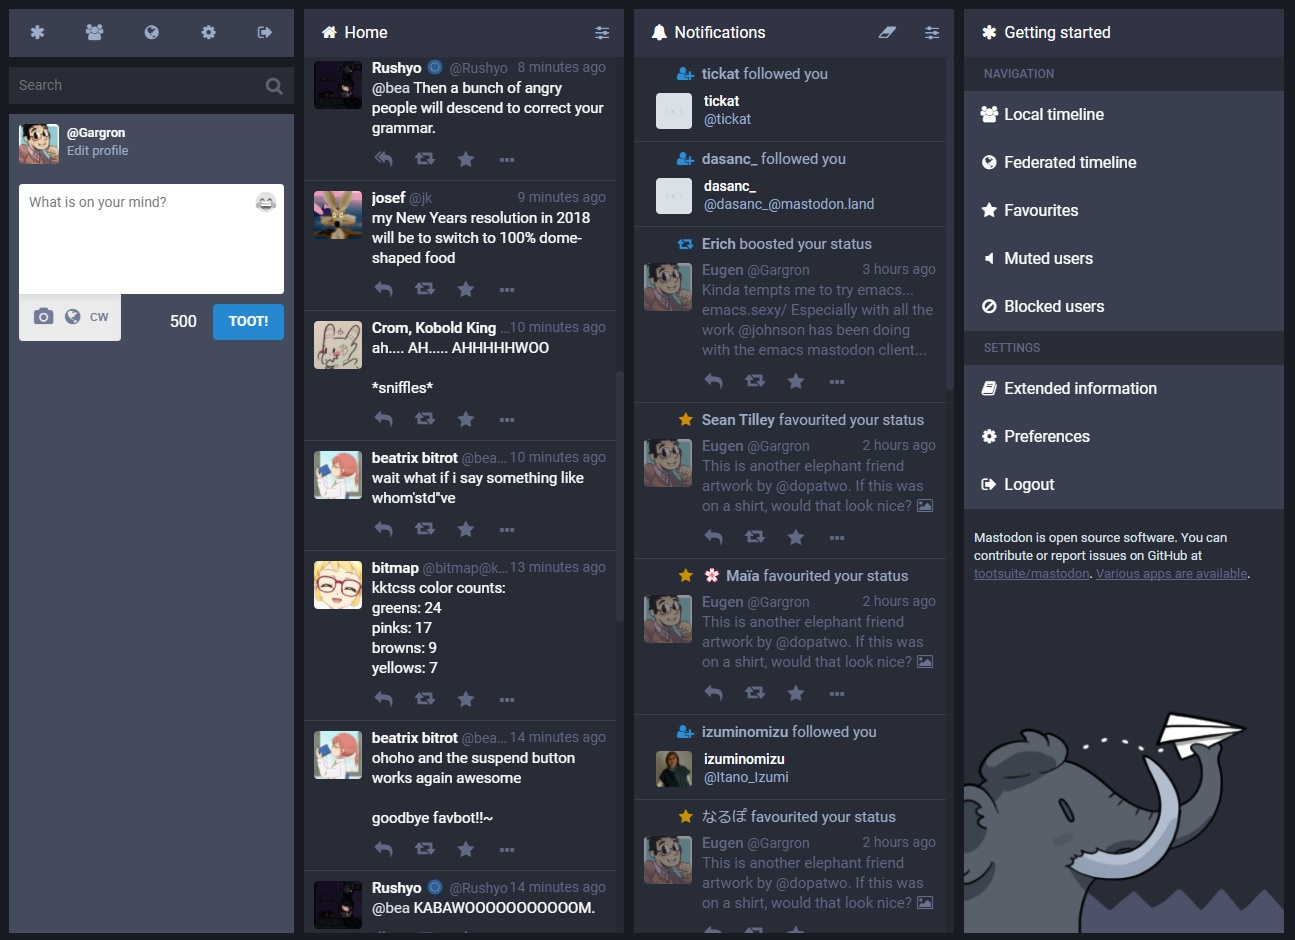 Search
@Gargron
Edit profile
What is on your mind?
CW
500
TOOT!
Home
Rushyo @Rushyo 8 minutes ago
@bea Then a bunch of angry
people will descend to correct your
grammar.
josef @jk 9 minutes ago
my New Years resolution in 2018
will be to switch to 100% dome-
shaped food
Crom, Kobold King ... 10 minutes ago
ah.... AH..... AHHHHHWOO
*sniffles*
beatrix bitrot @bea... 10 minutes ago
wait what if i say something like
whom'std"ve
bitmap @bitmap@k... 13 minutes ago
kktcss color counts:
greens: 24
pinks: 17
browns: 9
yellows: 7
beatrix bitrot @bea... 14 minutes ago
ohoho and the suspend button
works again awesome
goodbye favbot!!~
Rushyo @Rushyo 14 minutes ago
@bea KABAWOOOOOOOOOOOM.
Notifications
tickat followed you
tickat
@tickat
dasanc_ followed you
dasanc_
@dasanc_@mastodon.land
Erich boosted your status
Eugen @Gargron 3 hours ago
Kinda tempts me to try emacs...
emacs.sexy/ Especially with all the
work @johnson has been doing
with the emacs mastodon client...
Sean Tilley favourited your status
Eugen @Gargron 2 hours ago
This is another elephant friend
artwork by @dopatwo. If this was
on a shirt, would that look nice?
🌸 Maïa favourited your status
Eugen @Gargron 2 hours ago
This is another elephant friend
artwork by @dopatwo. If this was
on a shirt, would that look nice?
izuminomizu followed you
izuminomizu
@Itano_Izumi
なるぽ favourited your status
Eugen @Gargron 2 hours ago
This is another elephant friend
artwork by @dopatwo. If this was
on a shirt, would that look nice?
Getting started
NAVIGATION
Local timeline
Federated timeline
Favourites
Muted users
Blocked users
SETTINGS
Extended information
Preferences
Logout
Mastodon is open source software. You can
contribute or report issues on GitHub at
tootsuite/mastodon. Various apps are available.